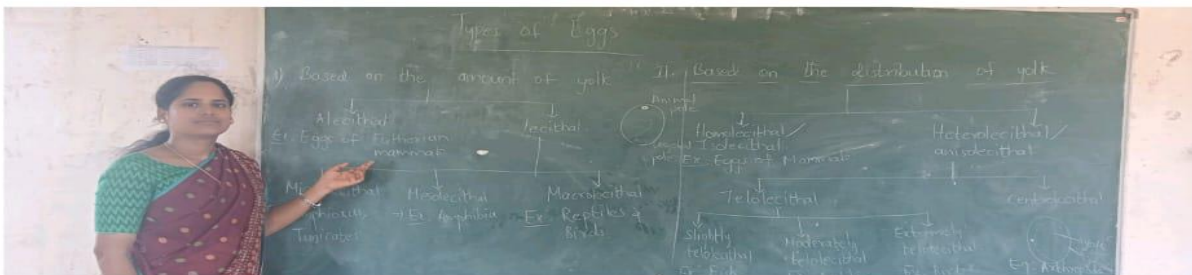 Types of Eggs
I) Based on the amount of yolk
Alecithal
Lecithal
Ex: Eggs of Eutherian
mammals
Mesolecithal
Macrolecithal
Tunicates
→ Ex: Amphibia
Ex: Reptiles &
Birds
Animal
pole
II. Based on the distribution of yolk
Homolecithal/
Isolecithal
Ex: Eggs of Mammals
Heterolecithal/
anisolecithal
Telolecithal
Centrolecithal
Slightly
telolecithal
Moderately
telolecithal
Extremely
telolecithal